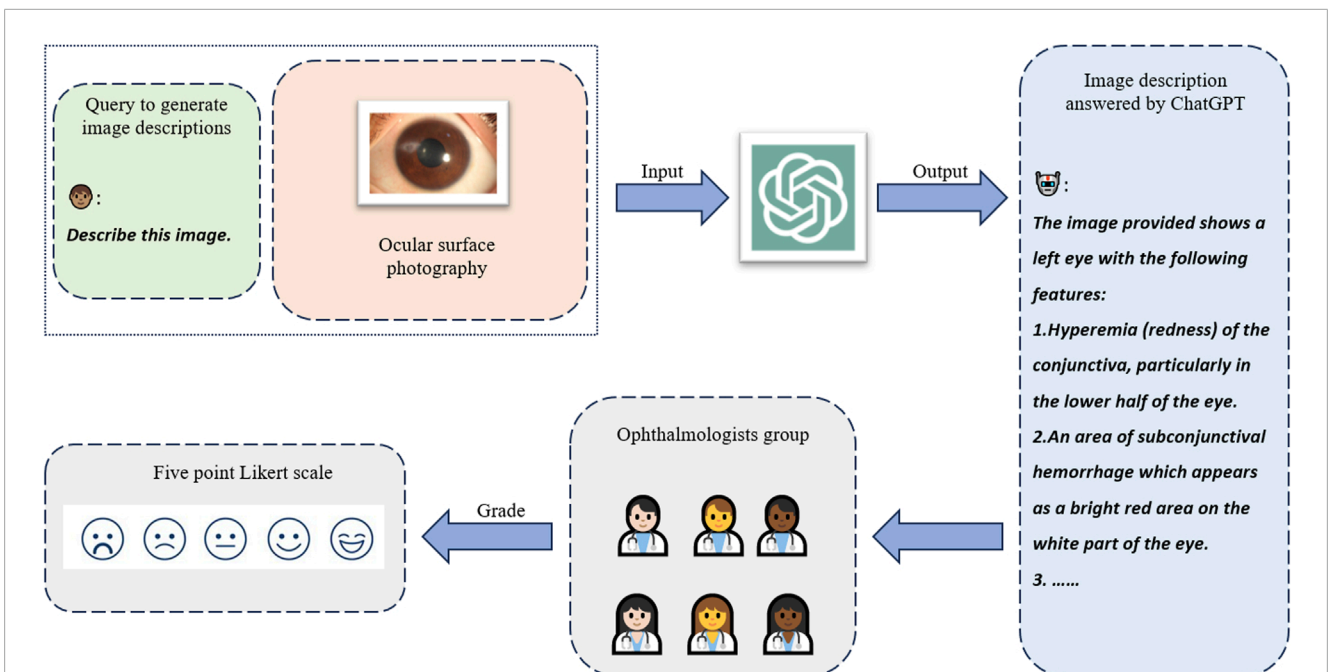 Query to generate
image descriptions
:
Describe this image.
Ocular surface
photography
Input
Output
Image description
answered by ChatGPT
:
The image provided shows a
left eye with the following
features:
1.Hyperemia (redness) of the
conjunctiva, particularly in
the lower half of the eye.
2.An area of subconjunctival
hemorrhage which appears
as a bright red area on the
white part of the eye.
3. ......
Ophthalmologists group
Grade
Five point Likert scale